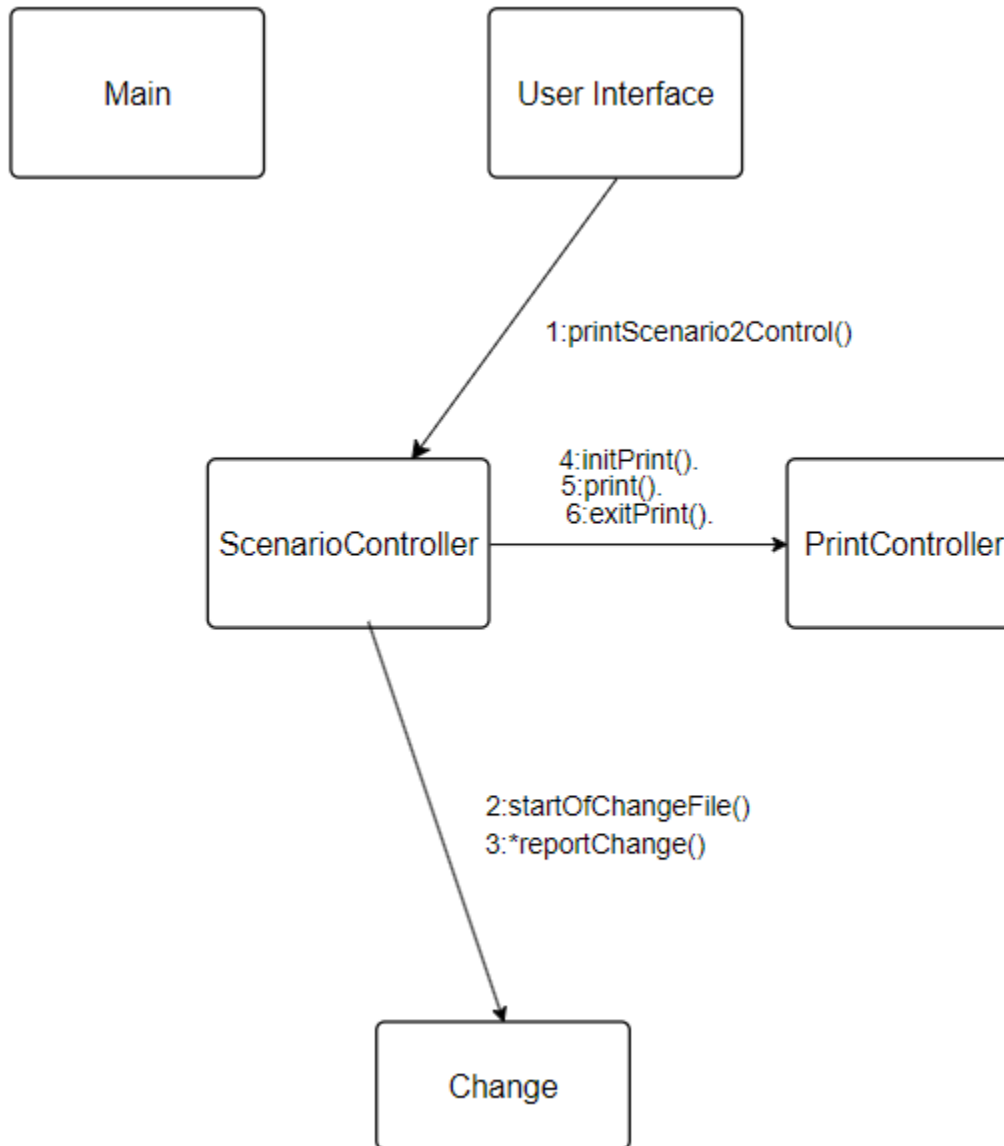 Main
User Interface
1:printScenario2Control()
4:initPrint().
5:print().
6:exitPrint().
ScenarioController
PrintController
2:startOfChangeFile()
3:*reportChange()
Change